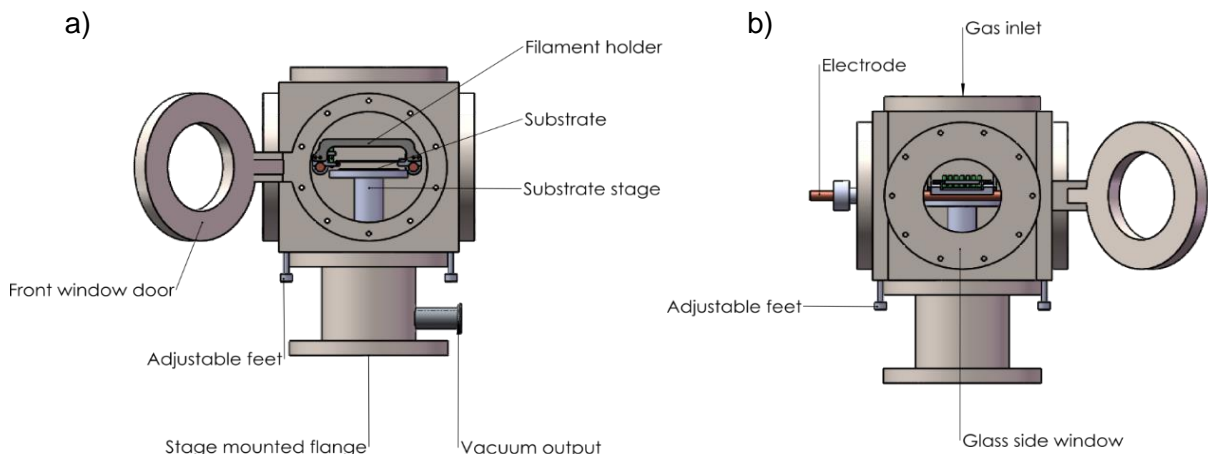 a)
Filament holder
Substrate
Substrate stage
Front window door
Adjustable feet
Stage mounted flange
Vacuum output
b)
Gas inlet
Electrode
Adjustable feet
Glass side window